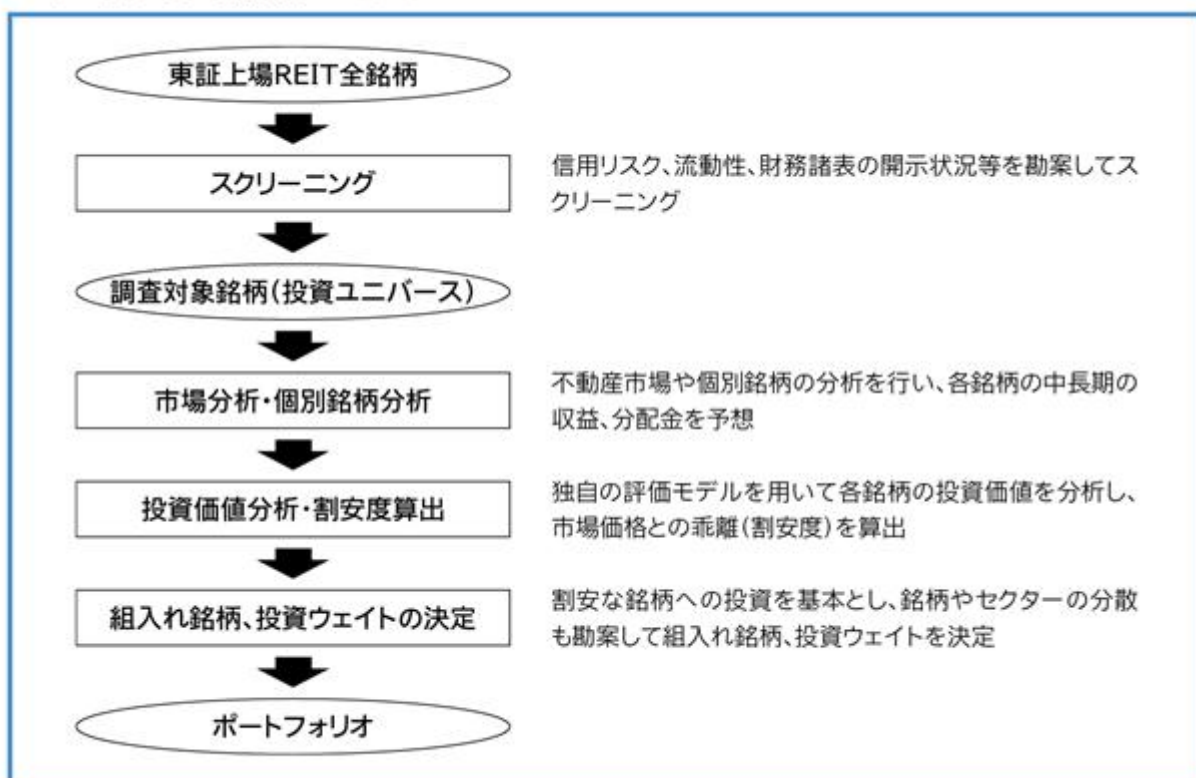 東証上場REIT全銘柄
スクリーニング
信用リスク、流動性、財務諸表の開示状況等を勘案してス
クリーニング
調査対象銘柄(投資ユニバース)
市場分析・個別銘柄分析
不動産市場や個別銘柄の分析を行い、各銘柄の中長期の
収益、分配金を予想
投資価値分析・割安度算出
独自の評価モデルを用いて各銘柄の投資価値を分析し、
市場価格との乖離(割安度)を算出
組入れ銘柄、投資ウェイトの決定
割安な銘柄への投資を基本とし、銘柄やセクターの分散
も勘案して組入れ銘柄、投資ウェイトを決定
ポートフォリオ